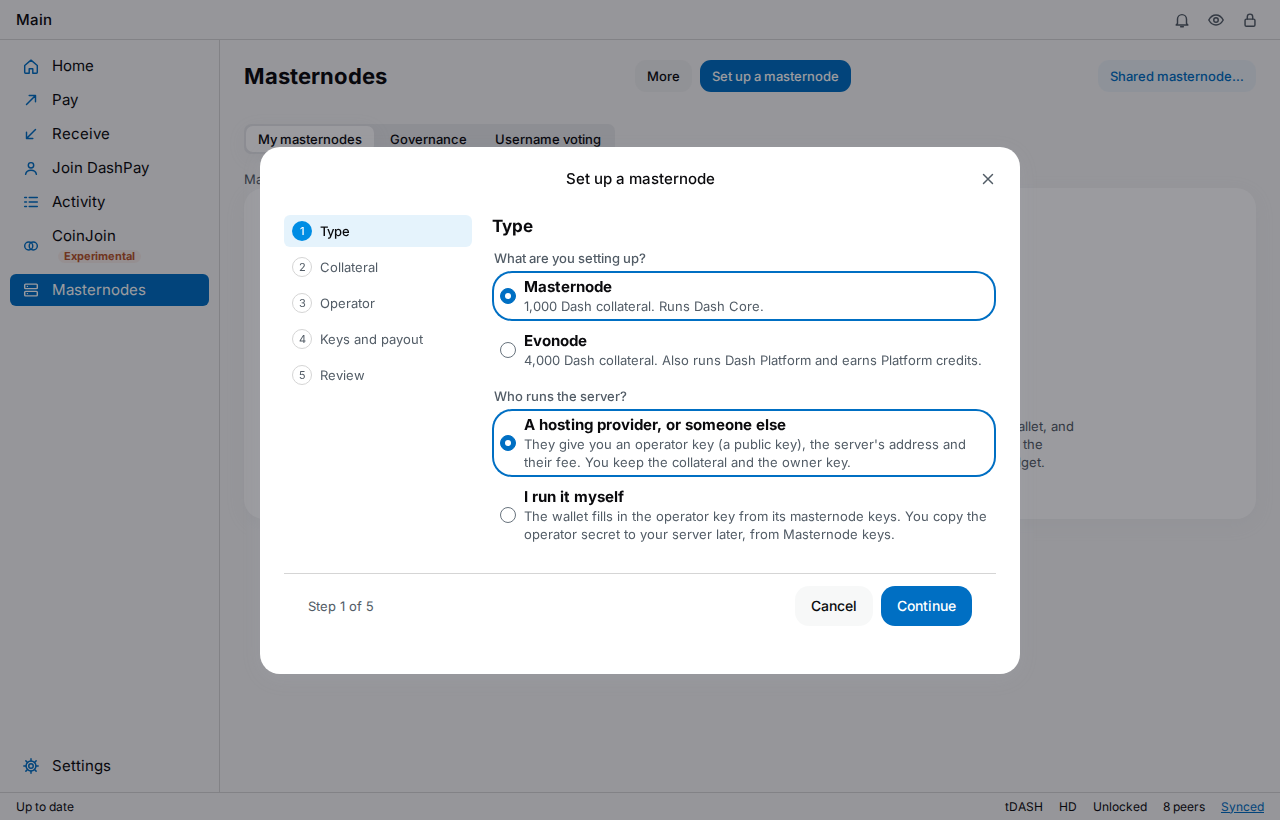 Main
Home
Pay
Receive
Join DashPay
Activity
CoinJoin
Experimental
Masternodes
Settings
Masternodes
More
Set up a masternode
Shared masternode...
My masternodes
Governance
Username voting
Set up a masternode
1 Type
2 Collateral
3 Operator
4 Keys and payout
5 Review
Type
What are you setting up?
Masternode
1,000 Dash collateral. Runs Dash Core.
Evonode
4,000 Dash collateral. Also runs Dash Platform and earns Platform credits.
Who runs the server?
A hosting provider, or someone else
They give you an operator key (a public key), the server's address and
their fee. You keep the collateral and the owner key.
I run it myself
The wallet fills in the operator key from its masternode keys. You copy the
operator secret to your server later, from Masternode keys.
Step 1 of 5
Cancel
Continue
and
the
Up to date
tDASH
HD
Unlocked
8 peers
Synced